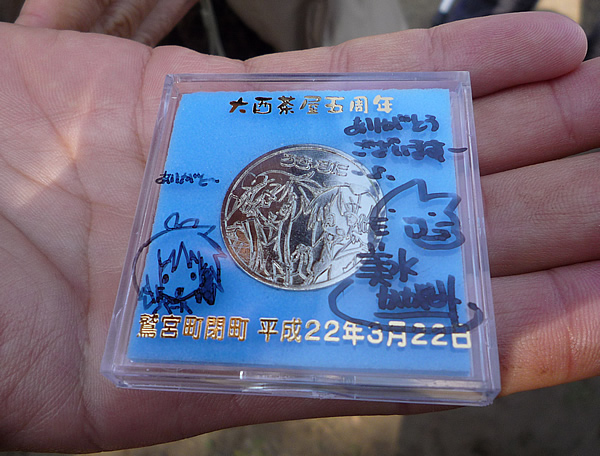 大酉茶屋五周年
ありがとう
ございますー
ありがとー
美水
鷲宮町閉町 平成22年3月22日